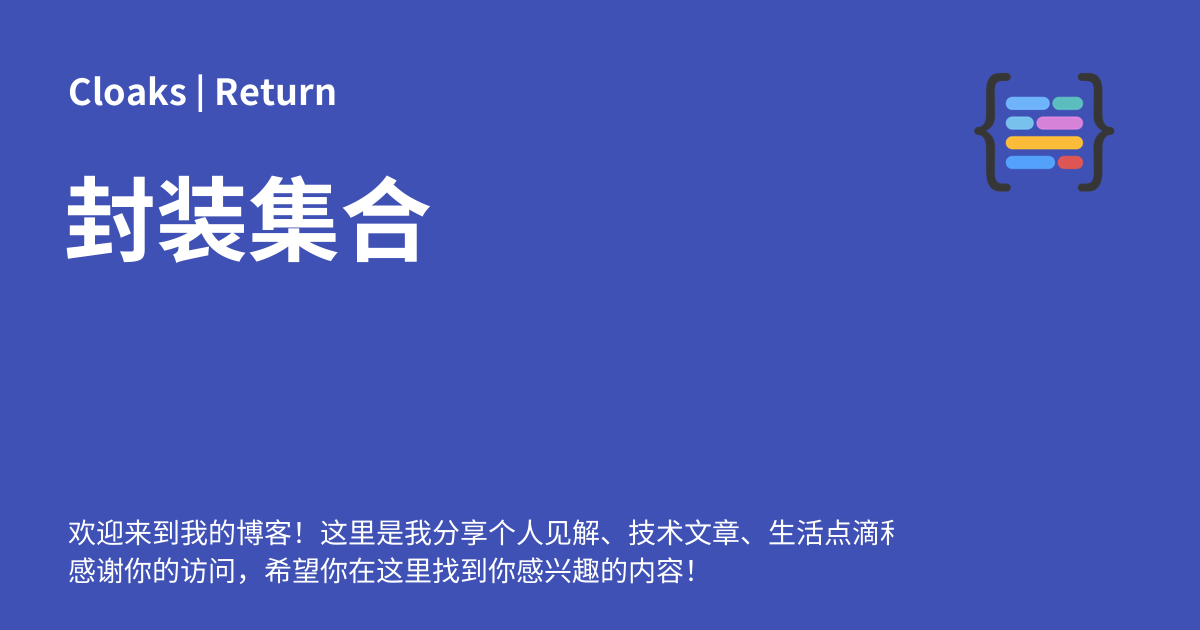 Cloaks | Return
封装集合
欢迎来到我的博客！这里是我分享个人见解、技术文章、生活点滴
感谢你的访问，希望你在这里找到你感兴趣的内容！